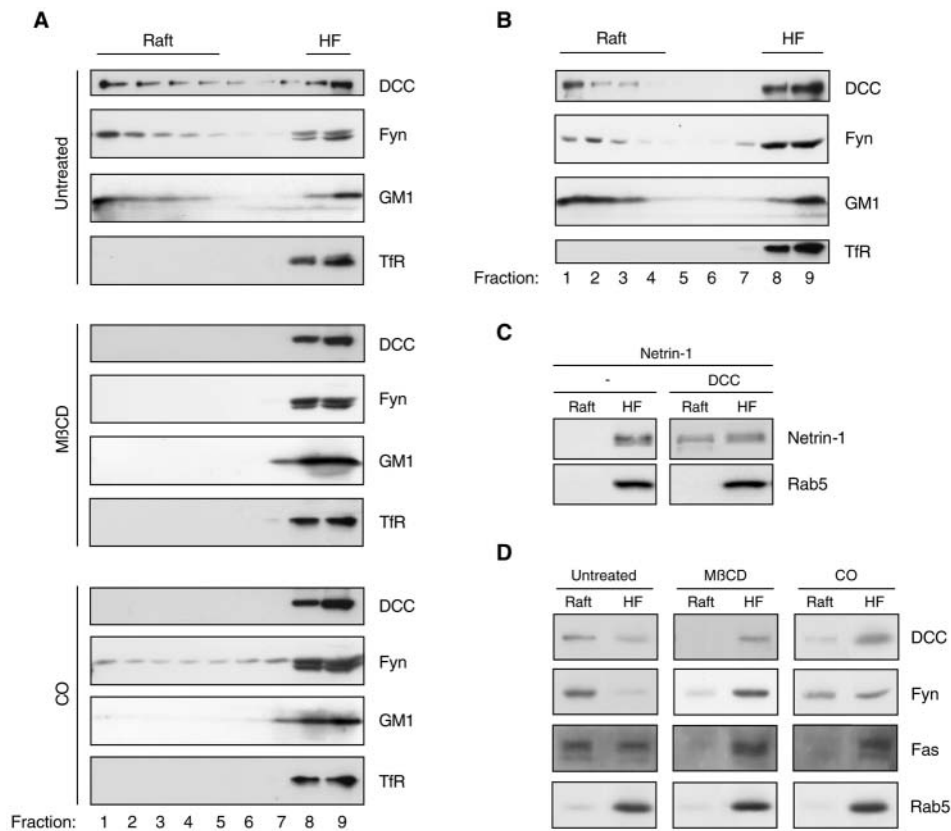 A
Raft HF
Untreated
DCC
Fyn
GM1
TfR
MßCD
DCC
Fyn
GM1
TfR
CO
DCC
Fyn
GM1
TfR
Fraction: 1 2 3 4 5 6 7 8 9
B
Raft HF
DCC
Fyn
GM1
TfR
Fraction: 1 2 3 4 5 6 7 8 9
C
Netrin-1
- DCC
Raft HF Raft HF
Netrin-1
Rab5
D
Untreated MßCD CO
Raft HF Raft HF Raft HF
DCC
Fyn
Fas
Rab5